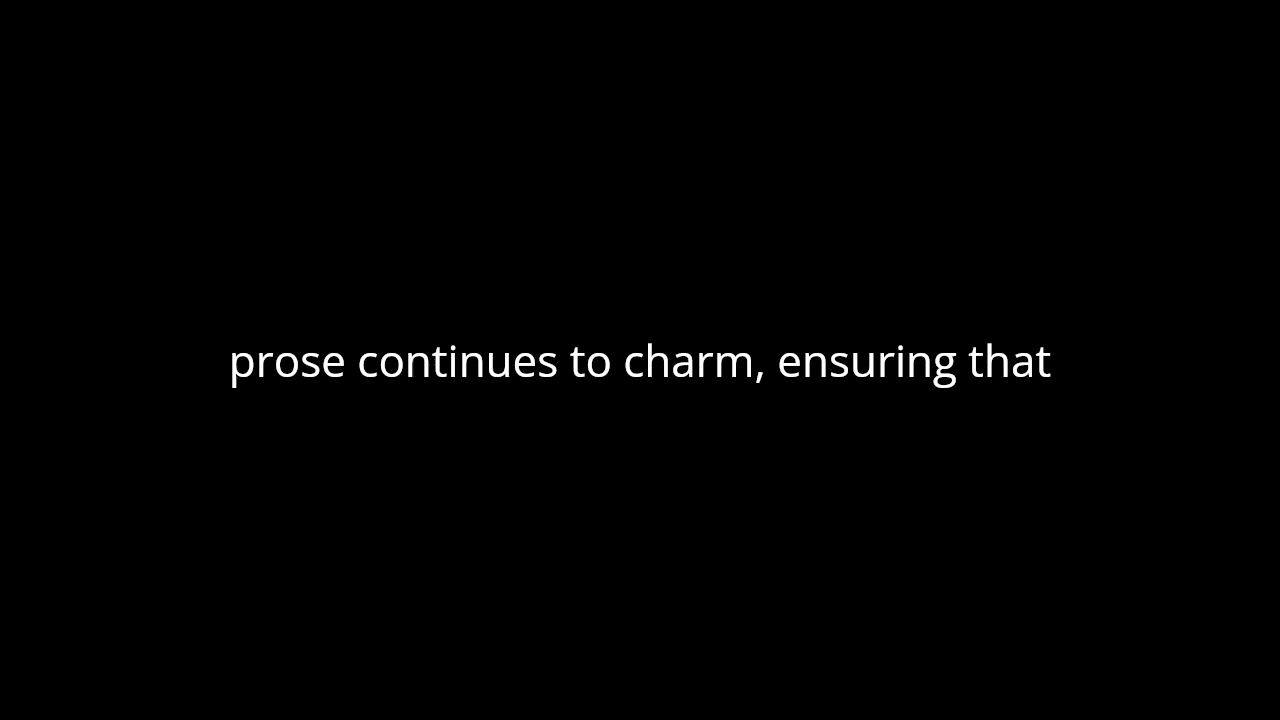 prose continues to charm, ensuring that